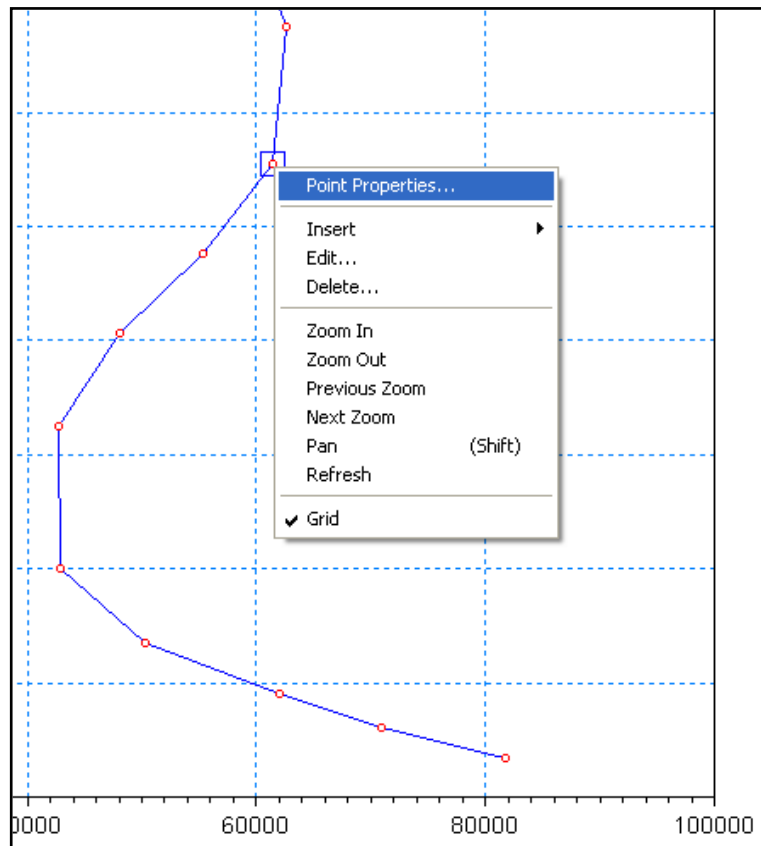 Point Properties...
Insert
Edit...
Delete...
Zoom In
Zoom Out
Previous Zoom
Next Zoom
Pan (Shift)
Refresh
Grid
0000 60000 80000 100000